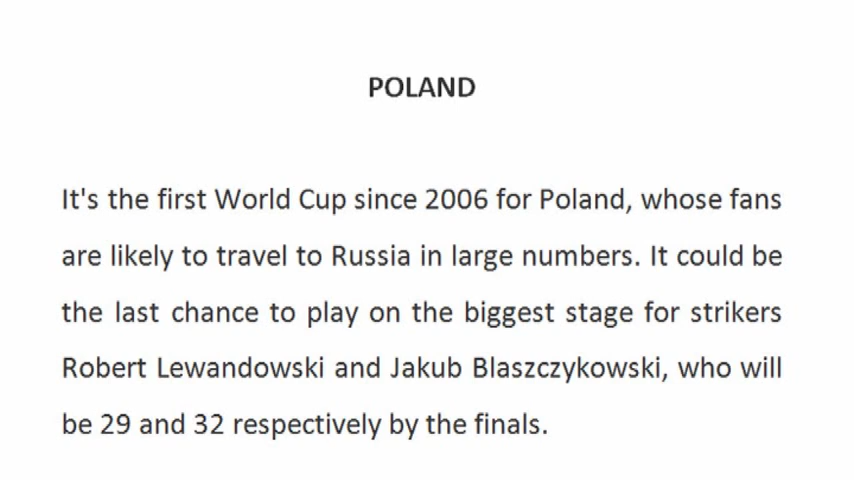 POLAND
It's the first World Cup since 2006 for Poland, whose fans
are likely to travel to Russia in large numbers. It could be
the last chance to play on the biggest stage for strikers
Robert Lewandowski and Jakub Blaszczykowski, who will
be 29 and 32 respectively by the finals.